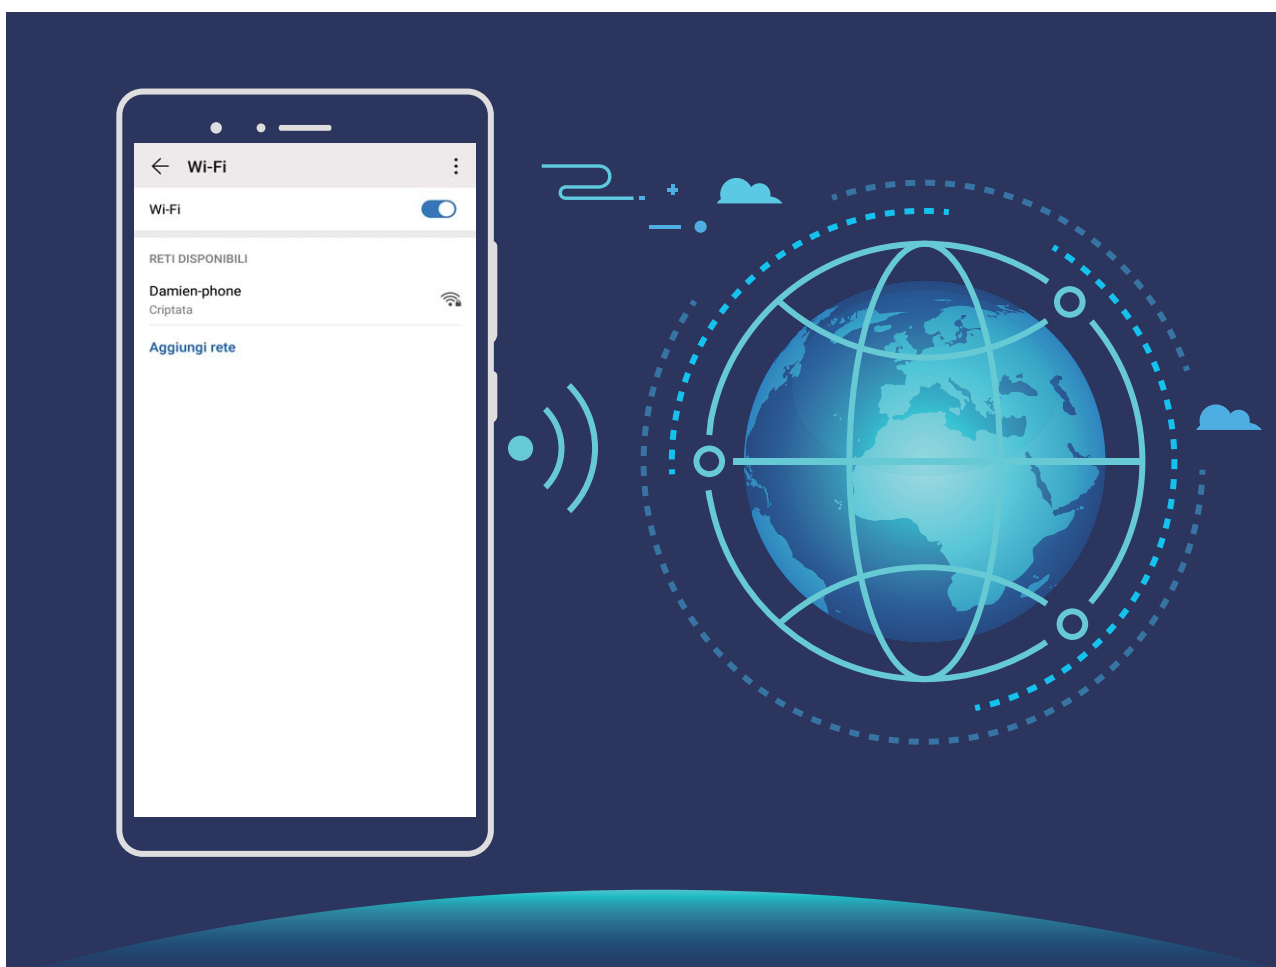 Wi-Fi
Wi-Fi
RETI DISPONIBILI
Damien-phone
Criptata
Aggiungi rete